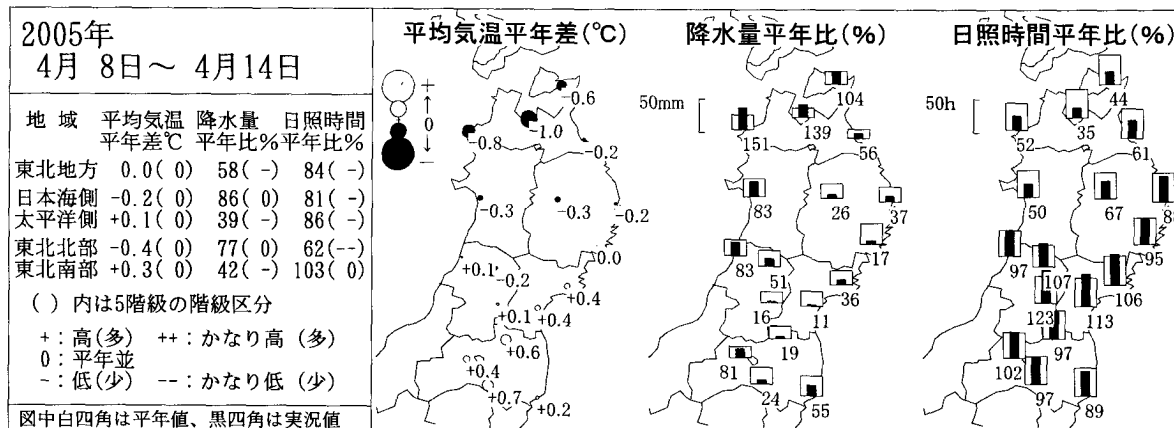 2005年
4月 8日～ 4月14日
地 域 平均気温 降水量 日照時間
平年差℃ 平年比% 平年比%
東北地方 0.0( 0) 58( -) 84( -)
日本海側 -0.2( 0) 86( 0) 81( -)
太平洋側 +0.1( 0) 39( -) 86( -)
東北北部 -0.4( 0) 77( 0) 62(--)
東北南部 +0.3( 0) 42( -) 103( 0)
( ) 内は5階級の階級区分
+：高(多) ++：かなり高 (多)
0：平年並
-：低(少) --：かなり低 (少)
図中白四角は平年値、黒四角は実況値
平均気温平年差(℃)
+
0
-
-0.6
-1.0
-0.8
-0.2
-0.3
-0.3
-0.2
+0.0
+0.1
-0.2
+0.4
+0.1
+0.4
+0.6
+0.4
+0.7
+0.2
降水量平年比(%)
50mm
104
151
139
56
83
26
37
17
83
51
36
16
11
19
81
24
55
日照時間平年比(%)
50h
44
52
35
61
50
67
95
97
107
106
123
113
97
102
97
89